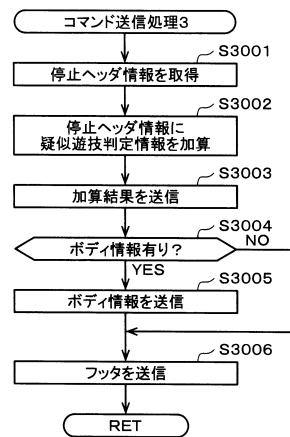 コマンド送信処理3
S3001
停止ヘッダ情報を取得
S3002
停止ヘッダ情報に
疑似遊技判定情報を加算
S3003
加算結果を送信
S3004
ボディ情報有り?
NO
YES
S3005
ボディ情報を送信
S3006
フッタを送信
RET